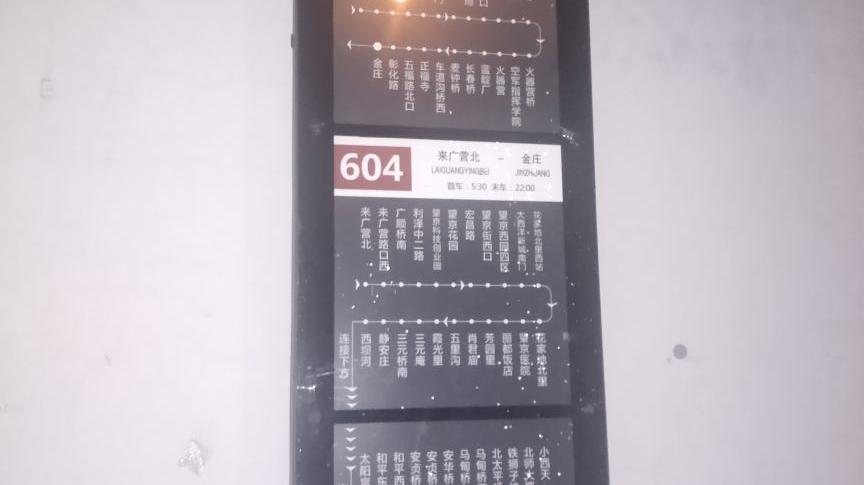 金庄
彰化路
五福路北口
正福寺
车道沟桥西
麦钟桥
长春桥
蓝靛厂
火器营
空军指挥学院
火器营桥
604
来广营北 – 金庄
LAIGUANGYINGBEI JINZHUANG
首车：5:30 末车：22:00
来广营北
来广营路口西
广顺桥南
利泽中二路
望京科技创业园
望京花园
宏昌路
望京街西口
望京西园四区
大西洋新城南门
花家地北里西站
花家地北里
望京医院
丽都饭店
芳园里
肖君庙
五里沟
霞光里
三元庵
三元桥南
静安庄
西坝河
连接下方
太阳宫
和平东
和平西
安贞桥
安贞桥
安华桥
马甸桥
马甸桥
北太平
铁狮子
北师大
小西天